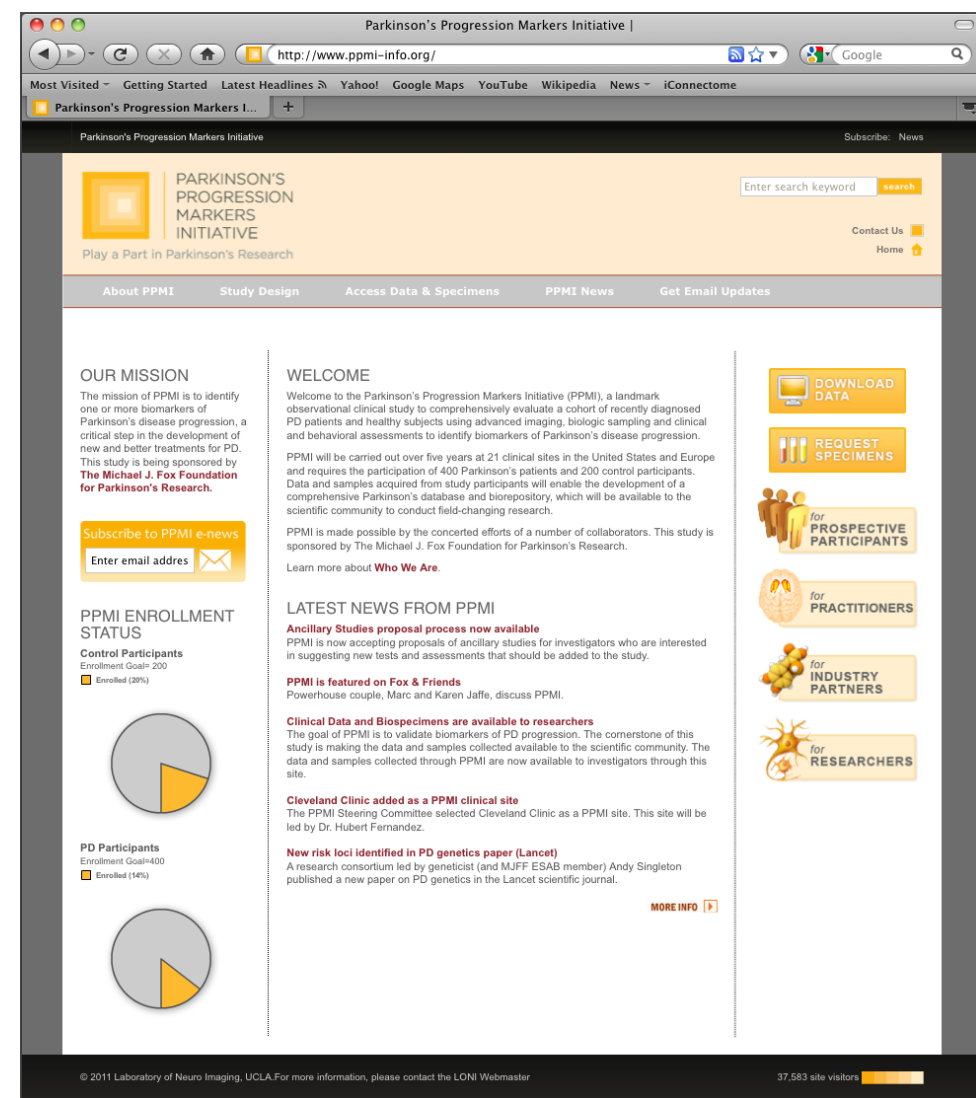 Parkinson's Progression Markers Initiative |
http://www.ppmi-info.org/
Google
Most Visited
Getting Started
Latest Headlines
Yahoo!
Google Maps
YouTube
Wikipedia
News
iConnectome
Parkinson's Progression Markers I...
+
Parkinson's Progression Markers Initiative
Subscribe: News
PARKINSON'S
PROGRESSION
MARKERS
INITIATIVE
Play a Part in Parkinson's Research
Enter search keyword
search
Contact Us
Home
About PPMI
Study Design
Access Data & Specimens
PPMI News
Get Email Updates
OUR MISSION
The mission of PPMI is to identify
one or more biomarkers of
Parkinson's disease progression, a
critical step in the development of
new and better treatments for PD.
This study is being sponsored by
The Michael J. Fox Foundation
for Parkinson's Research.
Subscribe to PPMI e-news
Enter email addres
PPMI ENROLLMENT
STATUS
Control Participants
Enrollment Goal= 200
Enrolled (20%)
PD Participants
Enrollment Goal=400
Enrolled (14%)
WELCOME
Welcome to the Parkinson's Progression Markers Initiative (PPMI), a landmark
observational clinical study to comprehensively evaluate a cohort of recently diagnosed
PD patients and healthy subjects using advanced imaging, biologic sampling and clinical
and behavioral assessments to identify biomarkers of Parkinson's disease progression.
PPMI will be carried out over five years at 21 clinical sites in the United States and Europe
and requires the participation of 400 Parkinson's patients and 200 control participants.
Data and samples acquired from study participants will enable the development of a
comprehensive Parkinson's database and biorepository, which will be available to the
scientific community to conduct field-changing research.
PPMI is made possible by the concerted efforts of a number of collaborators. This study is
sponsored by The Michael J. Fox Foundation for Parkinson's Research.
Learn more about Who We Are.
LATEST NEWS FROM PPMI
Ancillary Studies proposal process now available
PPMI is now accepting proposals of ancillary studies for investigators who are interested
in suggesting new tests and assessments that should be added to the study.
PPMI is featured on Fox & Friends
Powerhouse couple, Marc and Karen Jaffe, discuss PPMI.
Clinical Data and Biospecimens are available to researchers
The goal of PPMI is to validate biomarkers of PD progression. The cornerstone of this
study is making the data and samples collected available to the scientific community. The
data and samples collected through PPMI are now available to investigators through this
site.
Cleveland Clinic added as a PPMI clinical site
The PPMI Steering Committee selected Cleveland Clinic as a PPMI site. This site will be
led by Dr. Hubert Fernandez.
New risk loci identified in PD genetics paper (Lancet)
A research consortium led by geneticist (and MJFF ESAB member) Andy Singleton
published a new paper on PD genetics in the Lancet scientific journal.
MORE INFO
DOWNLOAD
DATA
REQUEST
SPECIMENS
for
PROSPECTIVE
PARTICIPANTS
for
PRACTITIONERS
for
INDUSTRY
PARTNERS
for
RESEARCHERS
© 2011 Laboratory of Neuro Imaging, UCLA.For more information, please contact the LONI Webmaster
37,583 site visitors